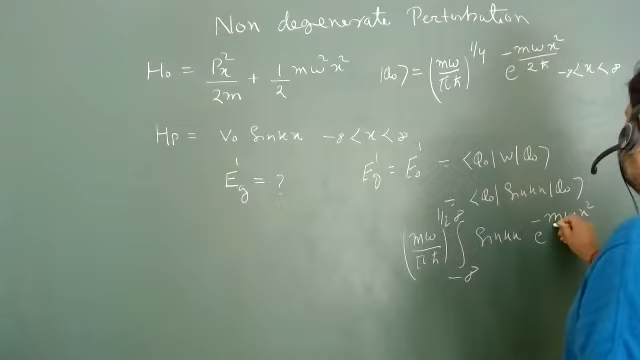 Non degenerate Perturbation
H₀ = Pₓ²/2m + 1/2 mω²x² |ϕ₀⟩ = (mω/πħ)^1/4 e^-mωx²/2ħ -∞<x<∞
Hp = V₀ Sinkx -∞<x<∞
E¹g = ? E¹g = E¹₀ = ⟨ϕ₀|W|ϕ₀⟩
= ⟨ϕ₀|Sinkx|ϕ₀⟩
(mω/πħ)^1/2 ∫_-∞^∞ Sinkx e^-mωx²